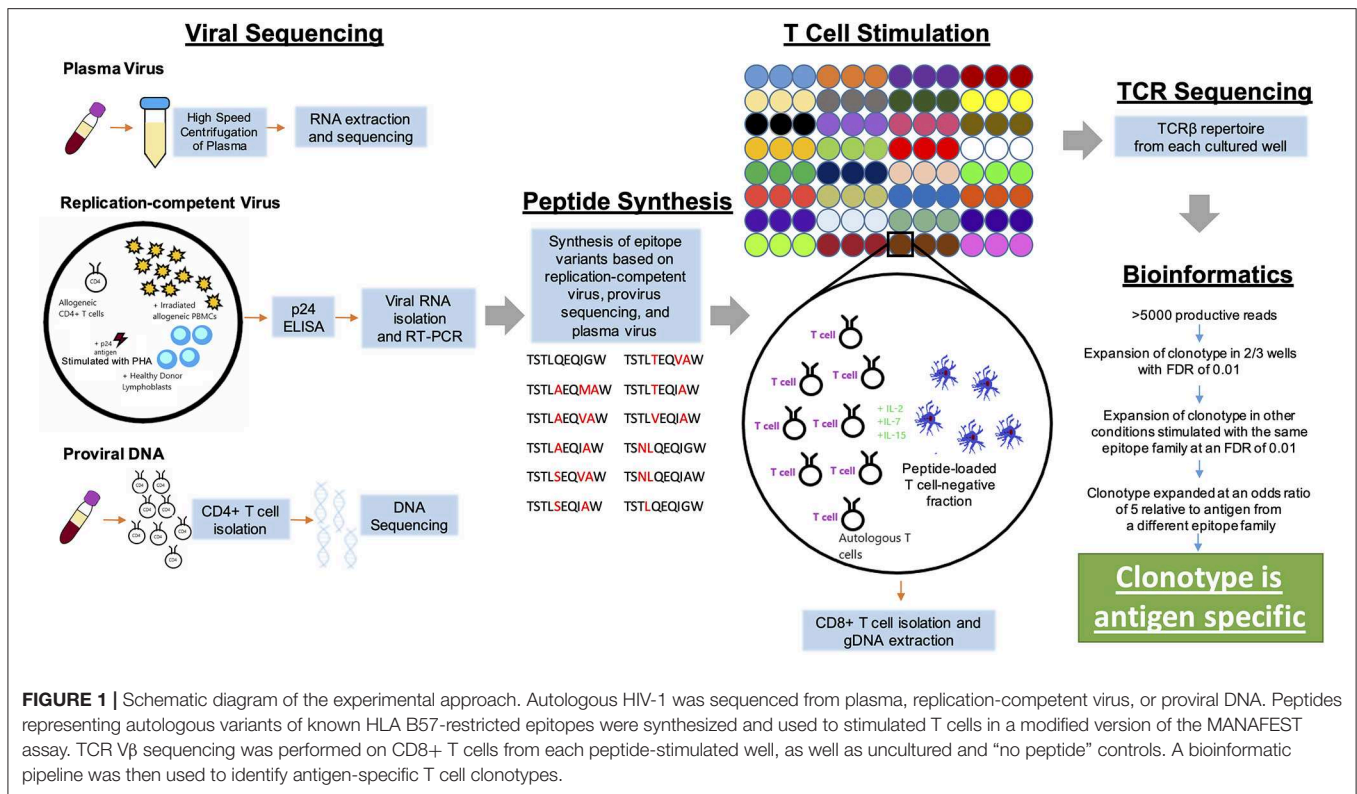 Viral Sequencing
Plasma Virus
High Speed
Centrifugation
of Plasma
RNA extraction
and sequencing
Replication-competent Virus
CD4
Allogeneic
CD4+ T cells
+ Irradiated
allogeneic PBMCs
+ p24
antigen
Stimulated with PHA
+ Healthy Donor
Lymphoblasts
p24
ELISA
Viral RNA
isolation
and RT-PCR
Proviral DNA
CD4
CD4
CD4
CD4
CD4
CD4
CD4
CD4
CD4
CD4+ T cell
isolation
DNA
Sequencing
Peptide Synthesis
Synthesis of epitope
variants based on
replication-competent
virus, provirus
sequencing, and
plasma virus
TSTLQEQIGW TSTLTEQVAW
TSTLAEQMAW TSTLTEQIAW
TSTLAEQVAW TSTLVEQIAW
TSTLAEQIAW TSNLQEQIGW
TSTLSEQVAW TSNLQEQIAW
TSTLSEQIAW TSTLQEQIGW
T Cell Stimulation
T cell
T cell
T cell
T cell
T cell
T cell
T cell
T cell
+ IL-2
+IL-7
+IL-15
Peptide-loaded
T cell-negative
fraction
Autologous T
cells
CD8+ T cell isolation and
gDNA extraction
TCR Sequencing
TCRβ repertoire
from each cultured well
Bioinformatics
>5000 productive reads
Expansion of clonotype in 2/3 wells
with FDR of 0.01
Expansion of clonotype in other
conditions stimulated with the same
epitope family at an FDR of 0.01
Clonotype expanded at an odds ratio
of 5 relative to antigen from
a different epitope family
Clonotype is
antigen specific
FIGURE 1 | Schematic diagram of the experimental approach. Autologous HIV-1 was sequenced from plasma, replication-competent virus, or proviral DNA. Peptides
representing autologous variants of known HLA B57-restricted epitopes were synthesized and used to stimulated T cells in a modified version of the MANAFEST
assay. TCR Vβ sequencing was performed on CD8+ T cells from each peptide-stimulated well, as well as uncultured and “no peptide” controls. A bioinformatic
pipeline was then used to identify antigen-specific T cell clonotypes.